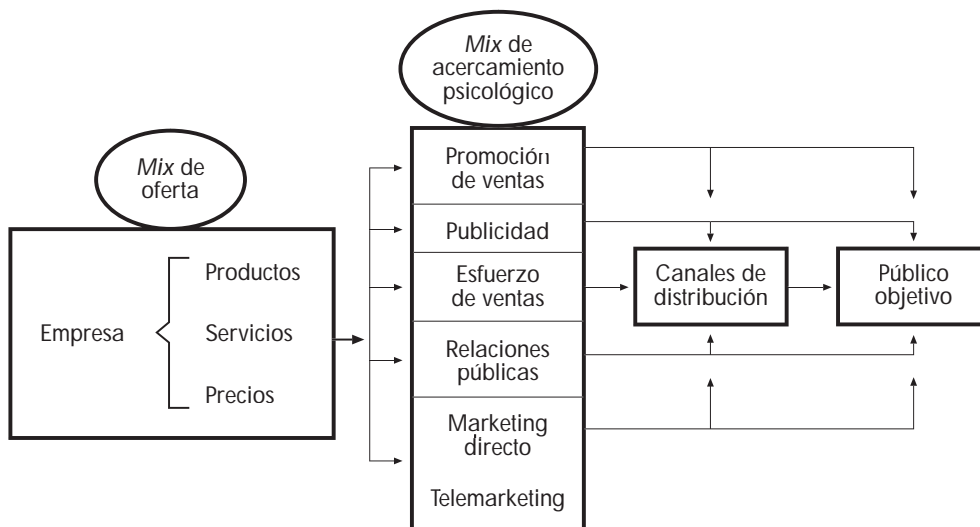 Mix de
acercamiento
psicológico
Mix de
oferta
Empresa
Productos
Servicios
Precios
Promoción
de ventas
Publicidad
Esfuerzo
de ventas
Relaciones
públicas
Marketing
directo
Telemarketing
Canales de
distribución
Público
objetivo